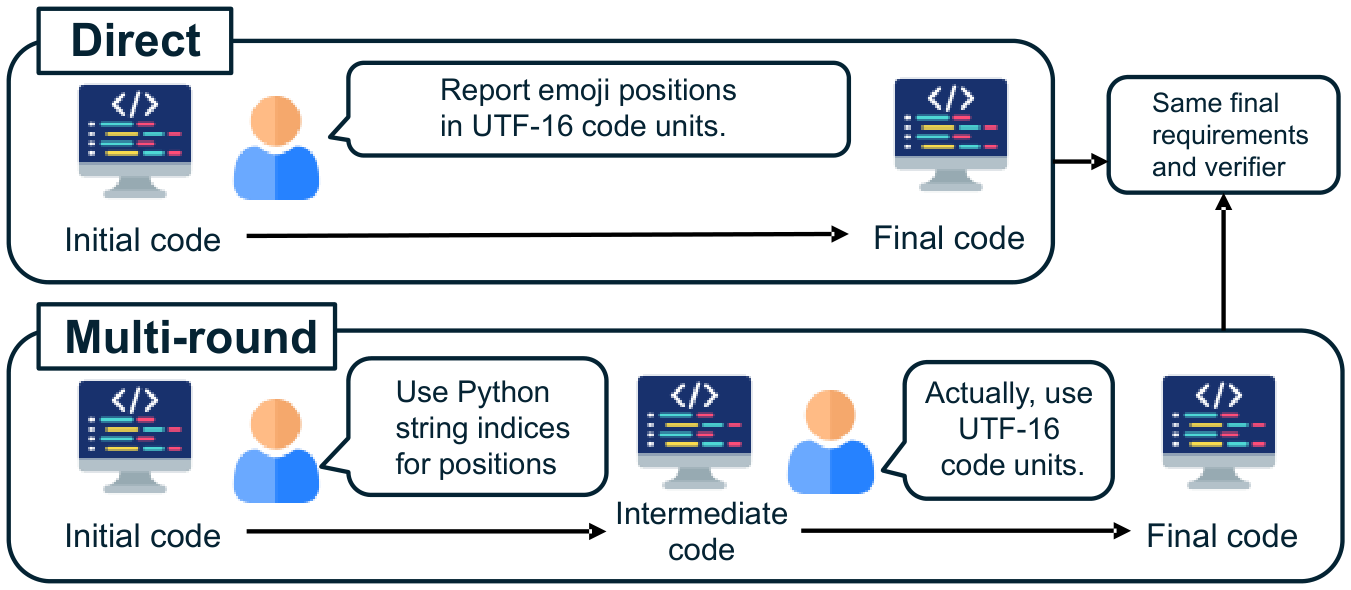 Direct
</>
Report emoji positions
in UTF-16 code units.
</>
Initial code
Final code
Same final
requirements
and verifier
Multi-round
</>
Use Python
string indices
for positions
</>
Actually, use
UTF-16
code units.
</>
Initial code
Intermediate
code
Final code